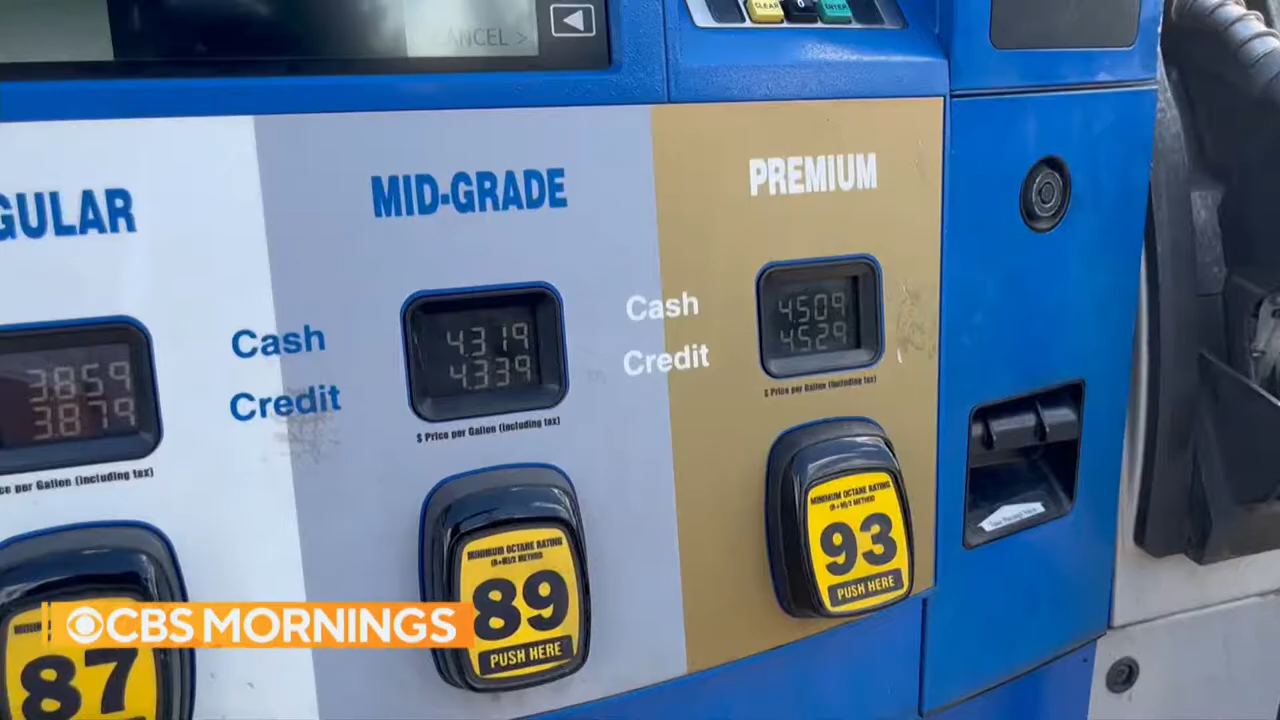 CANCEL >
CLEAR
0
ENTER
GULAR
MID-GRADE
PREMIUM
3.859
3.879
Cash
Credit
4.319
4.339
Cash
Credit
4.509
4.529
ce per Gallon (including tax)
$ Price per Gallon (including tax)
$ Price per Gallon (including tax)
87
MINIMUM OCTANE RATING
(R+M)/2 METHOD
89
PUSH HERE
MINIMUM OCTANE RATING
(R+M)/2 METHOD
93
PUSH HERE
CBS MORNINGS